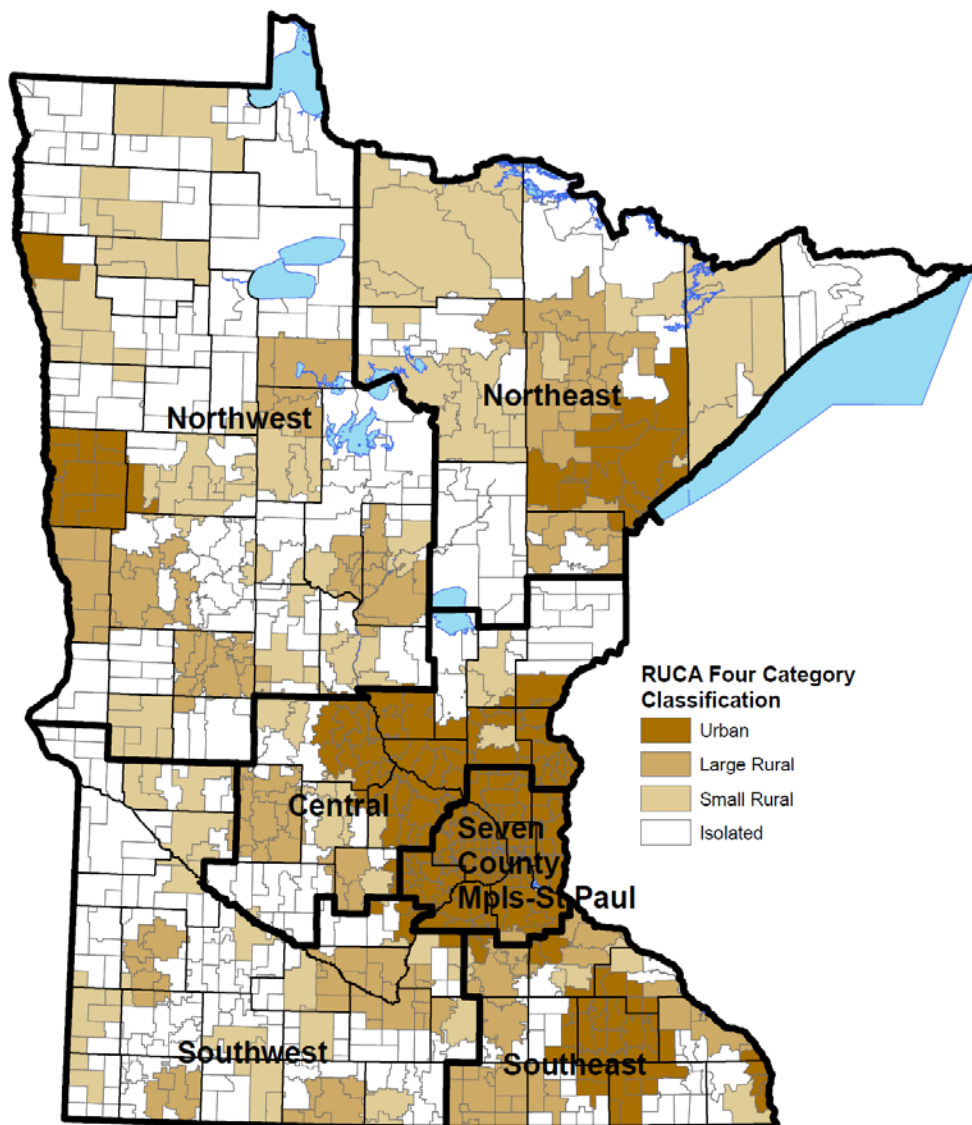 Northwest
Northeast
RUCA Four Category
Classification
Urban
Large Rural
Small Rural
Isolated
Central
Seven
County
Mpls-St Paul
Southwest
Southeast